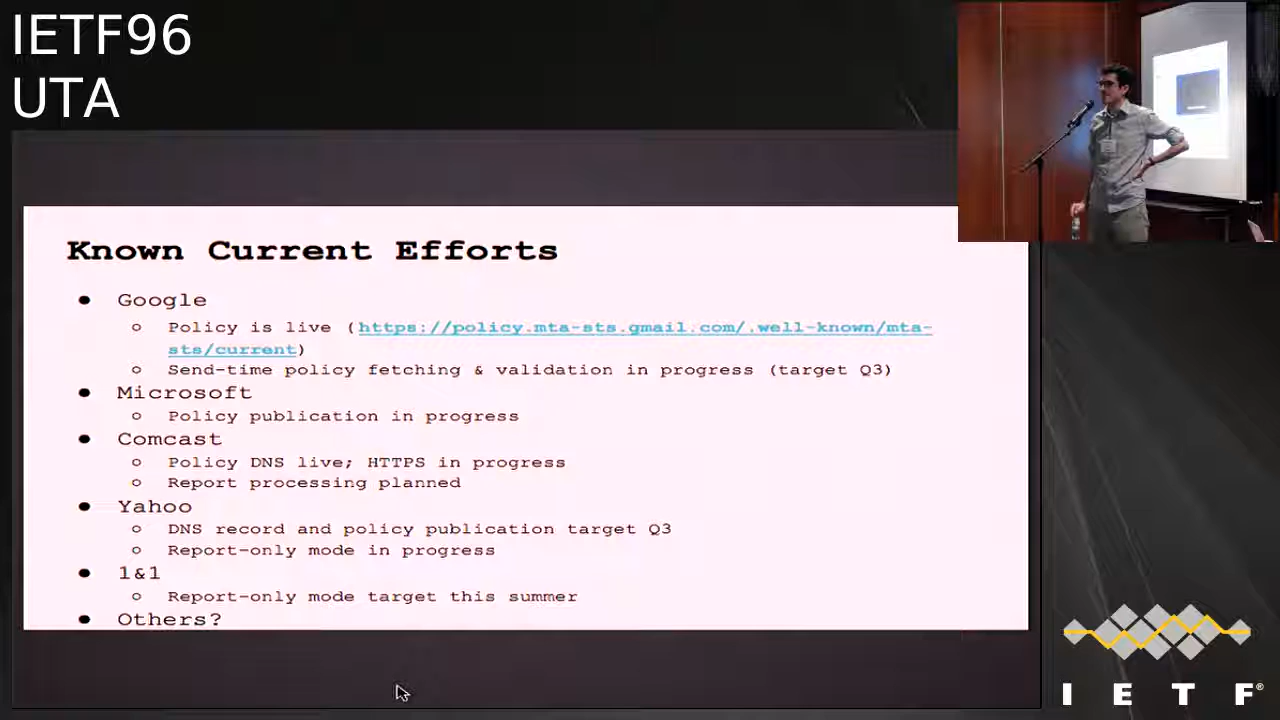 IETF96
UTA
Known Current Efforts
● Google
○ Policy is live (https://policy.mta-sts.gmail.com/.well-known/mta-
sts/current)
○ Send-time policy fetching & validation in progress (target Q3)
● Microsoft
○ Policy publication in progress
● Comcast
○ Policy DNS live; HTTPS in progress
○ Report processing planned
● Yahoo
○ DNS record and policy publication target Q3
○ Report-only mode in progress
● 1&1
○ Report-only mode target this summer
● Others?
I E T F®